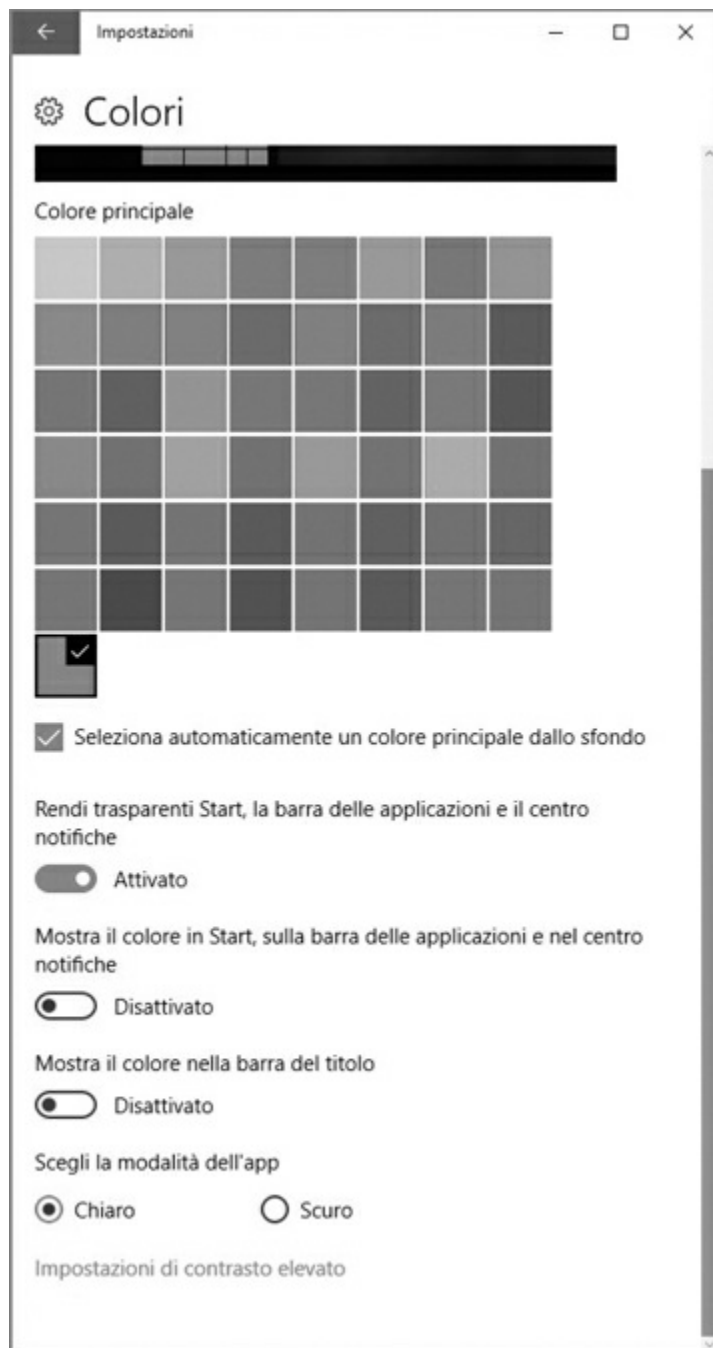 Impostazioni
Colori
Colore principale
Seleziona automaticamente un colore principale dallo sfondo
Rendi trasparenti Start, la barra delle applicazioni e il centro
notifiche
Attivato
Mostra il colore in Start, sulla barra delle applicazioni e nel centro
notifiche
Disattivato
Mostra il colore nella barra del titolo
Disattivato
Scegli la modalità dell'app
Chiaro Scuro
Impostazioni di contrasto elevato